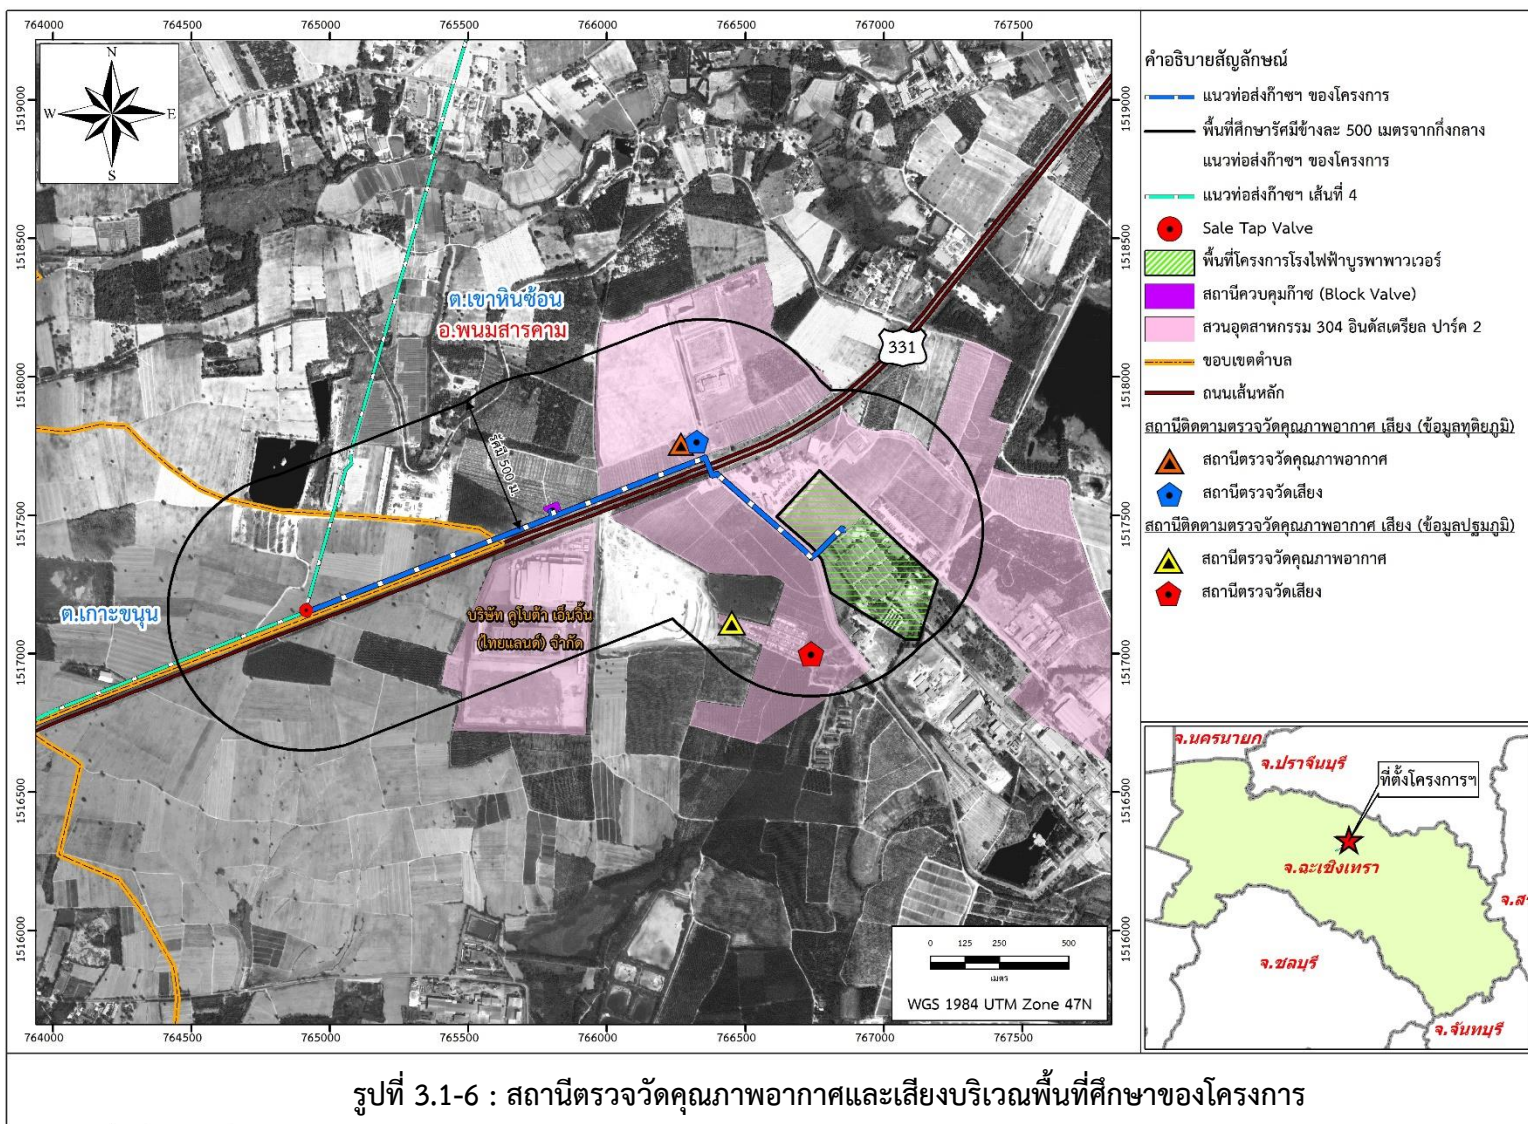 764000 764500 765000 765500 766000 766500 767000 767500
1519000
1518500
1518000
1517500
1517000
1516500
1516000
1519000
1518500
1518000
1517500
1517000
1516500
1516000
N
W E
S
ต.เขาหินซ้อน
อ.พนมสารคาม
331
รัศมี 500 ม.
ต.เกาะขนุน
บริษัท คูโบต้า เอ็นจิ้น
(ไทยแลนด์) จำกัด
0 125 250 500
เมตร
WGS 1984 UTM Zone 47N
764000 764500 765000 765500 766000 766500 767000 767500
คำอธิบายสัญลักษณ์
แนวท่อส่งก๊าซฯ ของโครงการ
พื้นที่ศึกษารัศมีข้างละ 500 เมตรจากกึ่งกลาง
แนวท่อส่งก๊าซฯ ของโครงการ
แนวท่อส่งก๊าซฯ เส้นที่ 4
Sale Tap Valve
พื้นที่โครงการโรงไฟฟ้าบูรพาพาวเวอร์
สถานีควบคุมก๊าซ (Block Valve)
สวนอุตสาหกรรม 304 อินดัสเตรียล ปาร์ค 2
ขอบเขตตำบล
ถนนเส้นหลัก
สถานีติดตามตรวจวัดคุณภาพอากาศ เสียง (ข้อมูลทุติยภูมิ)
สถานีตรวจวัดคุณภาพอากาศ
สถานีตรวจวัดเสียง
สถานีติดตามตรวจวัดคุณภาพอากาศ เสียง (ข้อมูลปฐมภูมิ)
สถานีตรวจวัดคุณภาพอากาศ
สถานีตรวจวัดเสียง
จ.นครนายก
จ.ปราจีนบุรี
ที่ตั้งโครงการฯ
จ.ฉะเชิงเทรา
จ.ชลบุรี
จ.จันทบุรี
รูปที่ 3.1-6 : สถานีตรวจวัดคุณภาพอากาศและเสียงบริเวณพื้นที่ศึกษาของโครงการ